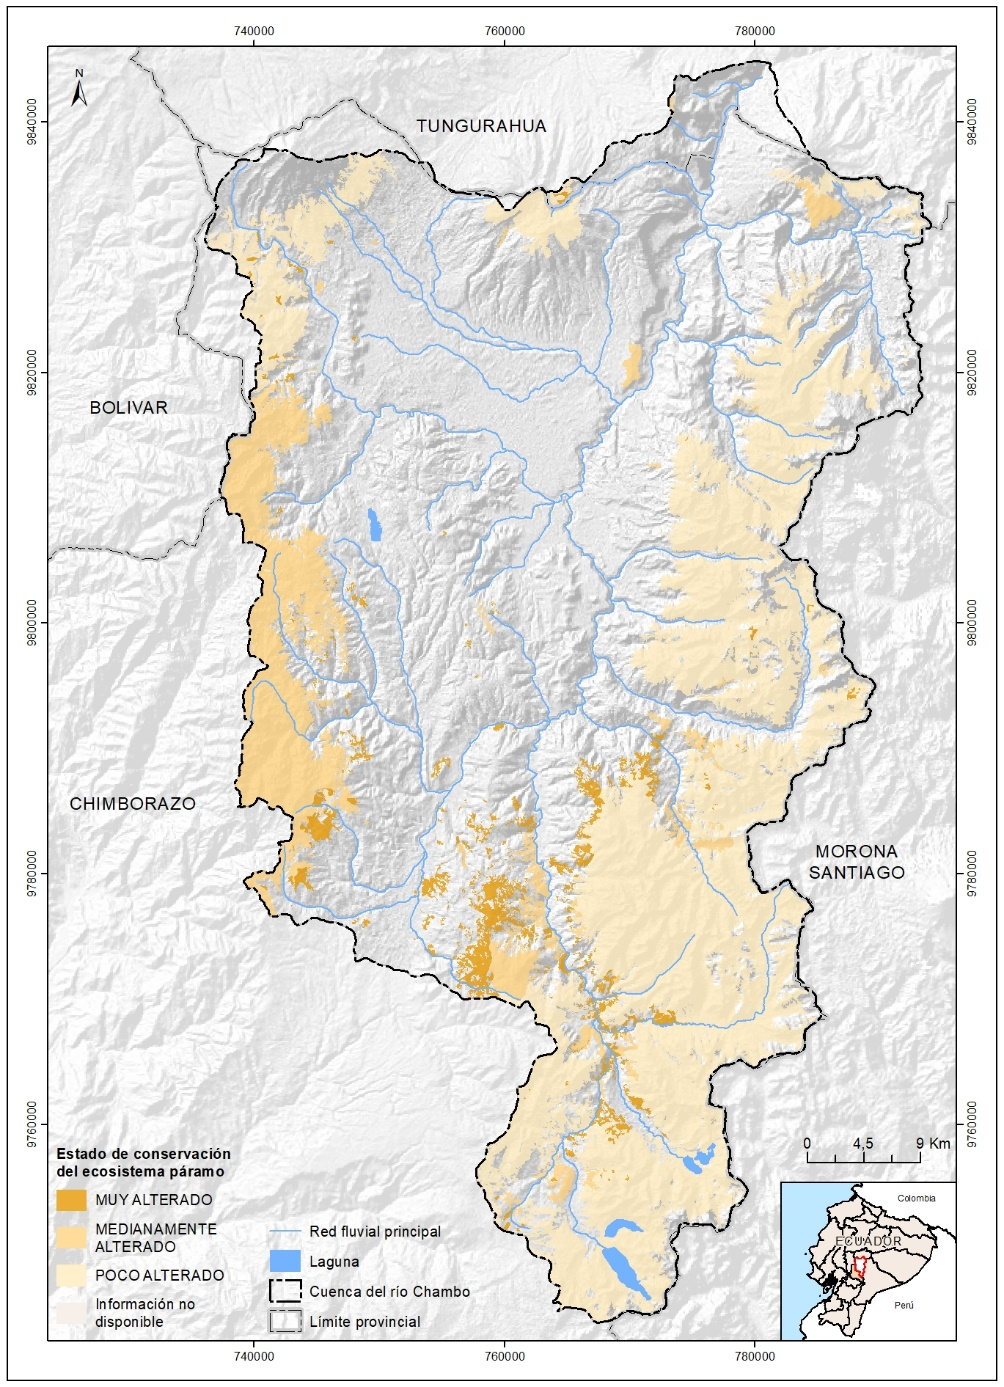 740000
760000
780000
N
9840000
9840000
TUNGURAHUA
9820000
9820000
BOLIVAR
9800000
9800000
CHIMBORAZO
MORONA
SANTIAGO
9780000
9780000
9760000
9760000
0 4,5 9 Km
Estado de conservación
del ecosistema páramo
MUY ALTERADO
MEDIANAMENTE
ALTERADO
POCO ALTERADO
Información no
disponible
Red fluvial principal
Laguna
Cuenca del río Chambo
Límite provincial
Colombia
ECUADOR
Perú
740000
760000
780000